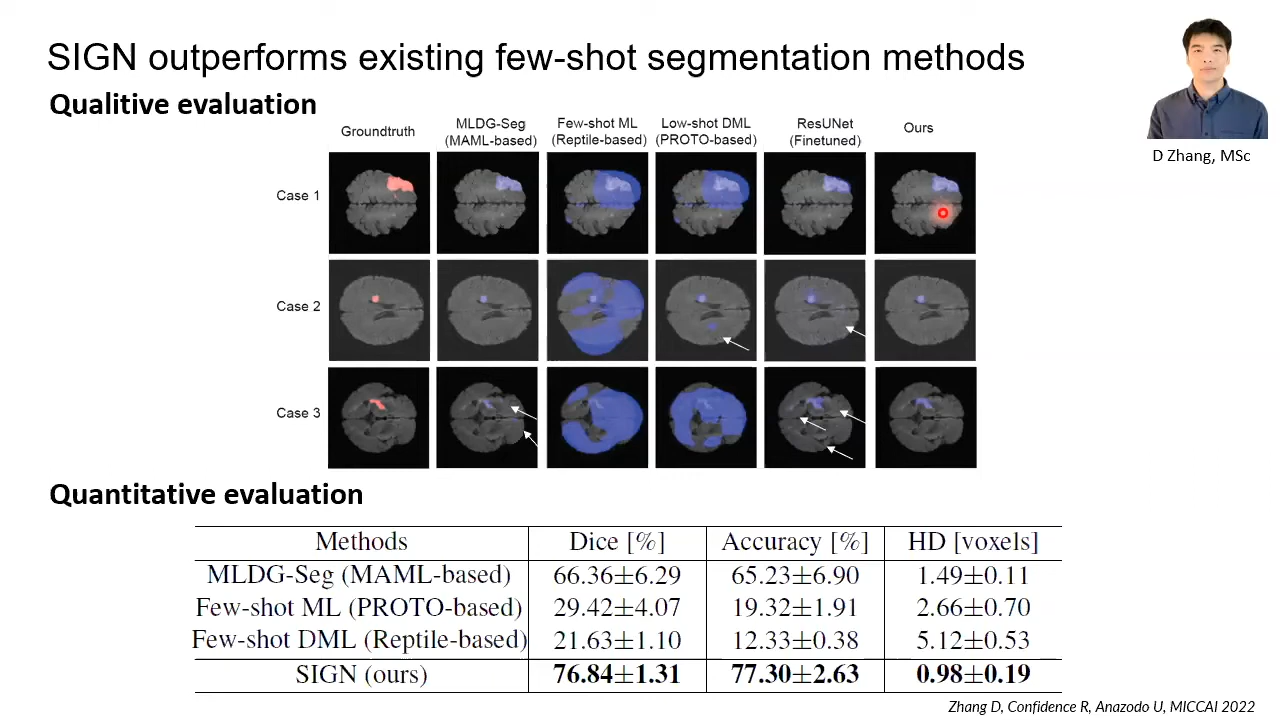 SIGN outperforms existing few-shot segmentation methods
Qualitive evaluation
D Zhang, MSc
Groundtruth
MLDG-Seg
(MAML-based)
Few-shot ML
(Reptile-based)
Low-shot DML
(PROTO-based)
ResUNet
(Finetuned)
Ours
Case 1
Case 2
Case 3
Quantitative evaluation
Methods Dice [%] Accuracy [%] HD [voxels]
MLDG-Seg (MAML-based) 66.36±6.29 65.23±6.90 1.49±0.11
Few-shot ML (PROTO-based) 29.42±4.07 19.32±1.91 2.66±0.70
Few-shot DML (Reptile-based) 21.63±1.10 12.33±0.38 5.12±0.53
SIGN (ours) 76.84±1.31 77.30±2.63 0.98±0.19
Zhang D, Confidence R, Anazodo U, MICCAI 2022